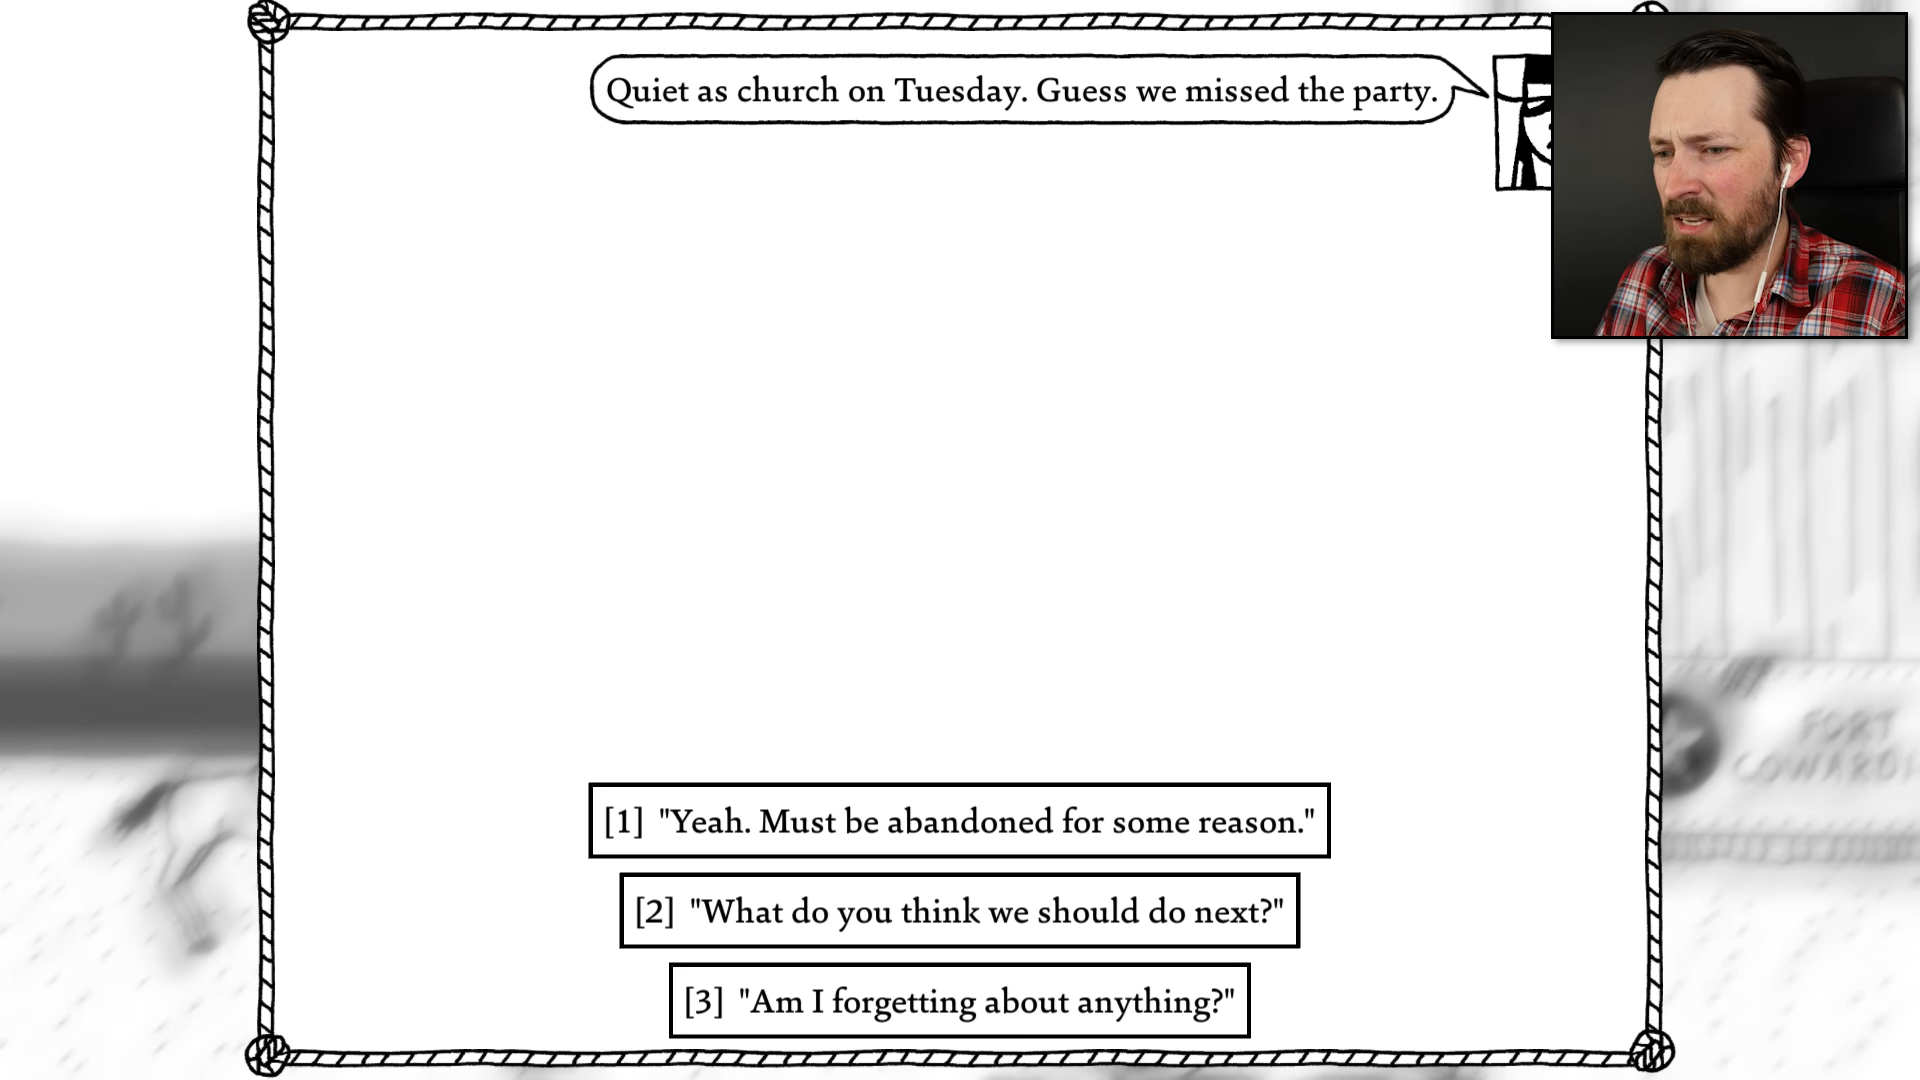 Quiet as church on Tuesday. Guess we missed the party.
[1] "Yeah. Must be abandoned for some reason."
[2] "What do you think we should do next?"
[3] "Am I forgetting about anything?"
FORT